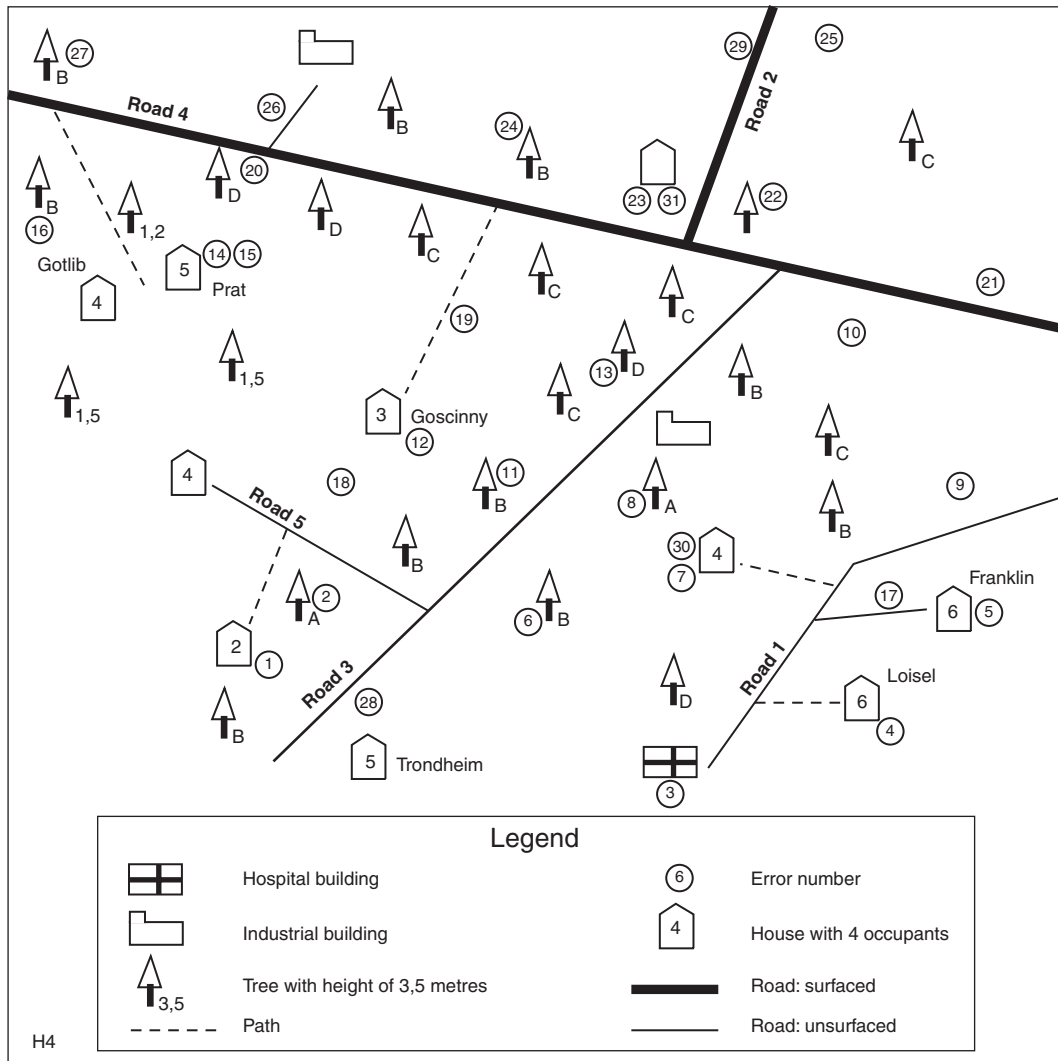 27
B
29
25
Road 4
26
B
Road 2
24
B
C
20
D
23
31
22
B
16
1,2
D
C
Gotlib
4
5
14
15
Prat
C
C
21
19
10
1,5
1,5
13
D
B
C
3
Goscinny
12
C
4
18
11
B
8
A
B
9
Road 5
B
30
7
4
2
A
6
B
17
Franklin
6
5
2
1
Road 3
Road 1
B
28
D
Loisel
6
4
5
Trondheim
3
Legend
Hospital building
6
Error number
Industrial building
4
House with 4 occupants
3,5
Tree with height of 3,5 metres
Road: surfaced
Path
Road: unsurfaced
H4